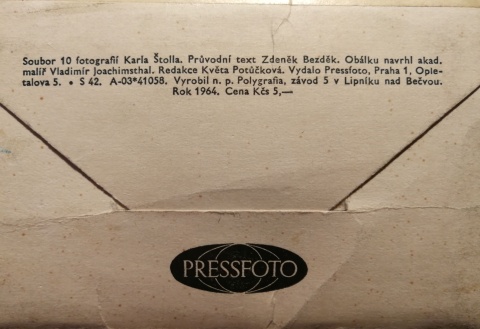 Soubor 10 fotografií Karla Štolla. Průvodní text Zdeněk Bezděk. Obálku navrhl akad.
malíř Vladimír Joachimsthal. Redakce Květa Potůčková. Vydalo Pressfoto, Praha 1, Ople-
talova 5. • S 42. A-03*41058. Vyrobil n. p. Polygrafia, závod 5 v Lipníku nad Bečvou.
Rok 1964. Cena Kčs 5,—
PRESSFOTO